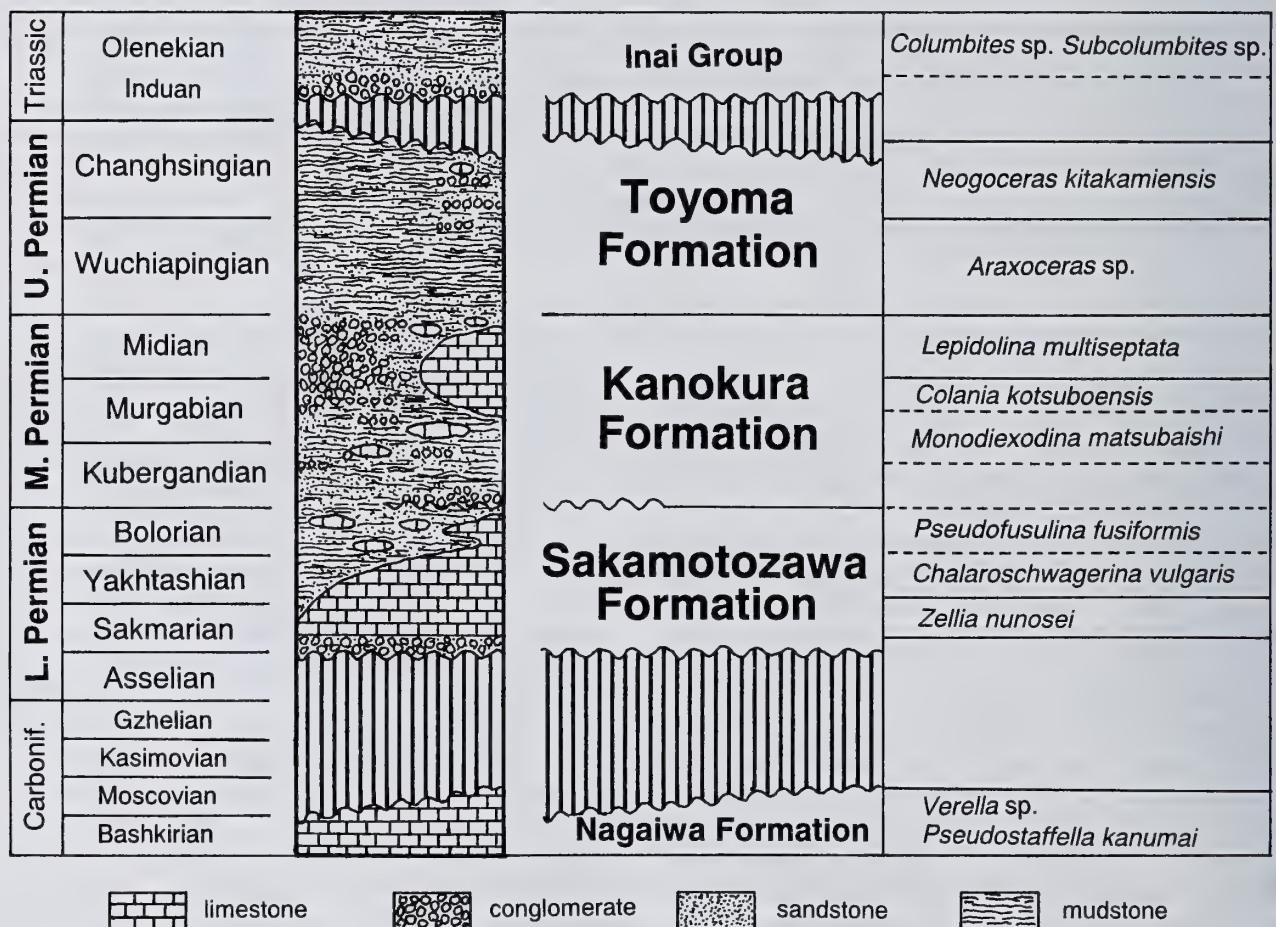 Triassic
Olenekian
Induan
Inai Group
Columbites sp. Subcolumbites sp.
U. Permian
Changhsingian
Wuchiapingian
Toyoma
Formation
Neogoceras kitakamiensis
Araxoceras sp.
M. Permian
Midian
Murgabian
Kubergandian
Kanokura
Formation
Lepidolina multiseptata
Colania kotsuboensis
Monodiexodina matsubaishi
L. Permian
Bolorian
Yakhtashian
Sakmarian
Asselian
Sakamotozawa
Formation
Pseudofusulina fusiformis
Chalaroschwagerina vulgaris
Zellia nunosei
Carbonif.
Gzhelian
Kasimovian
Moscovian
Bashkirian
Nagaiwa Formation
Verella sp.
Pseudostaffella kanumai
limestone
conglomerate
sandstone
mudstone